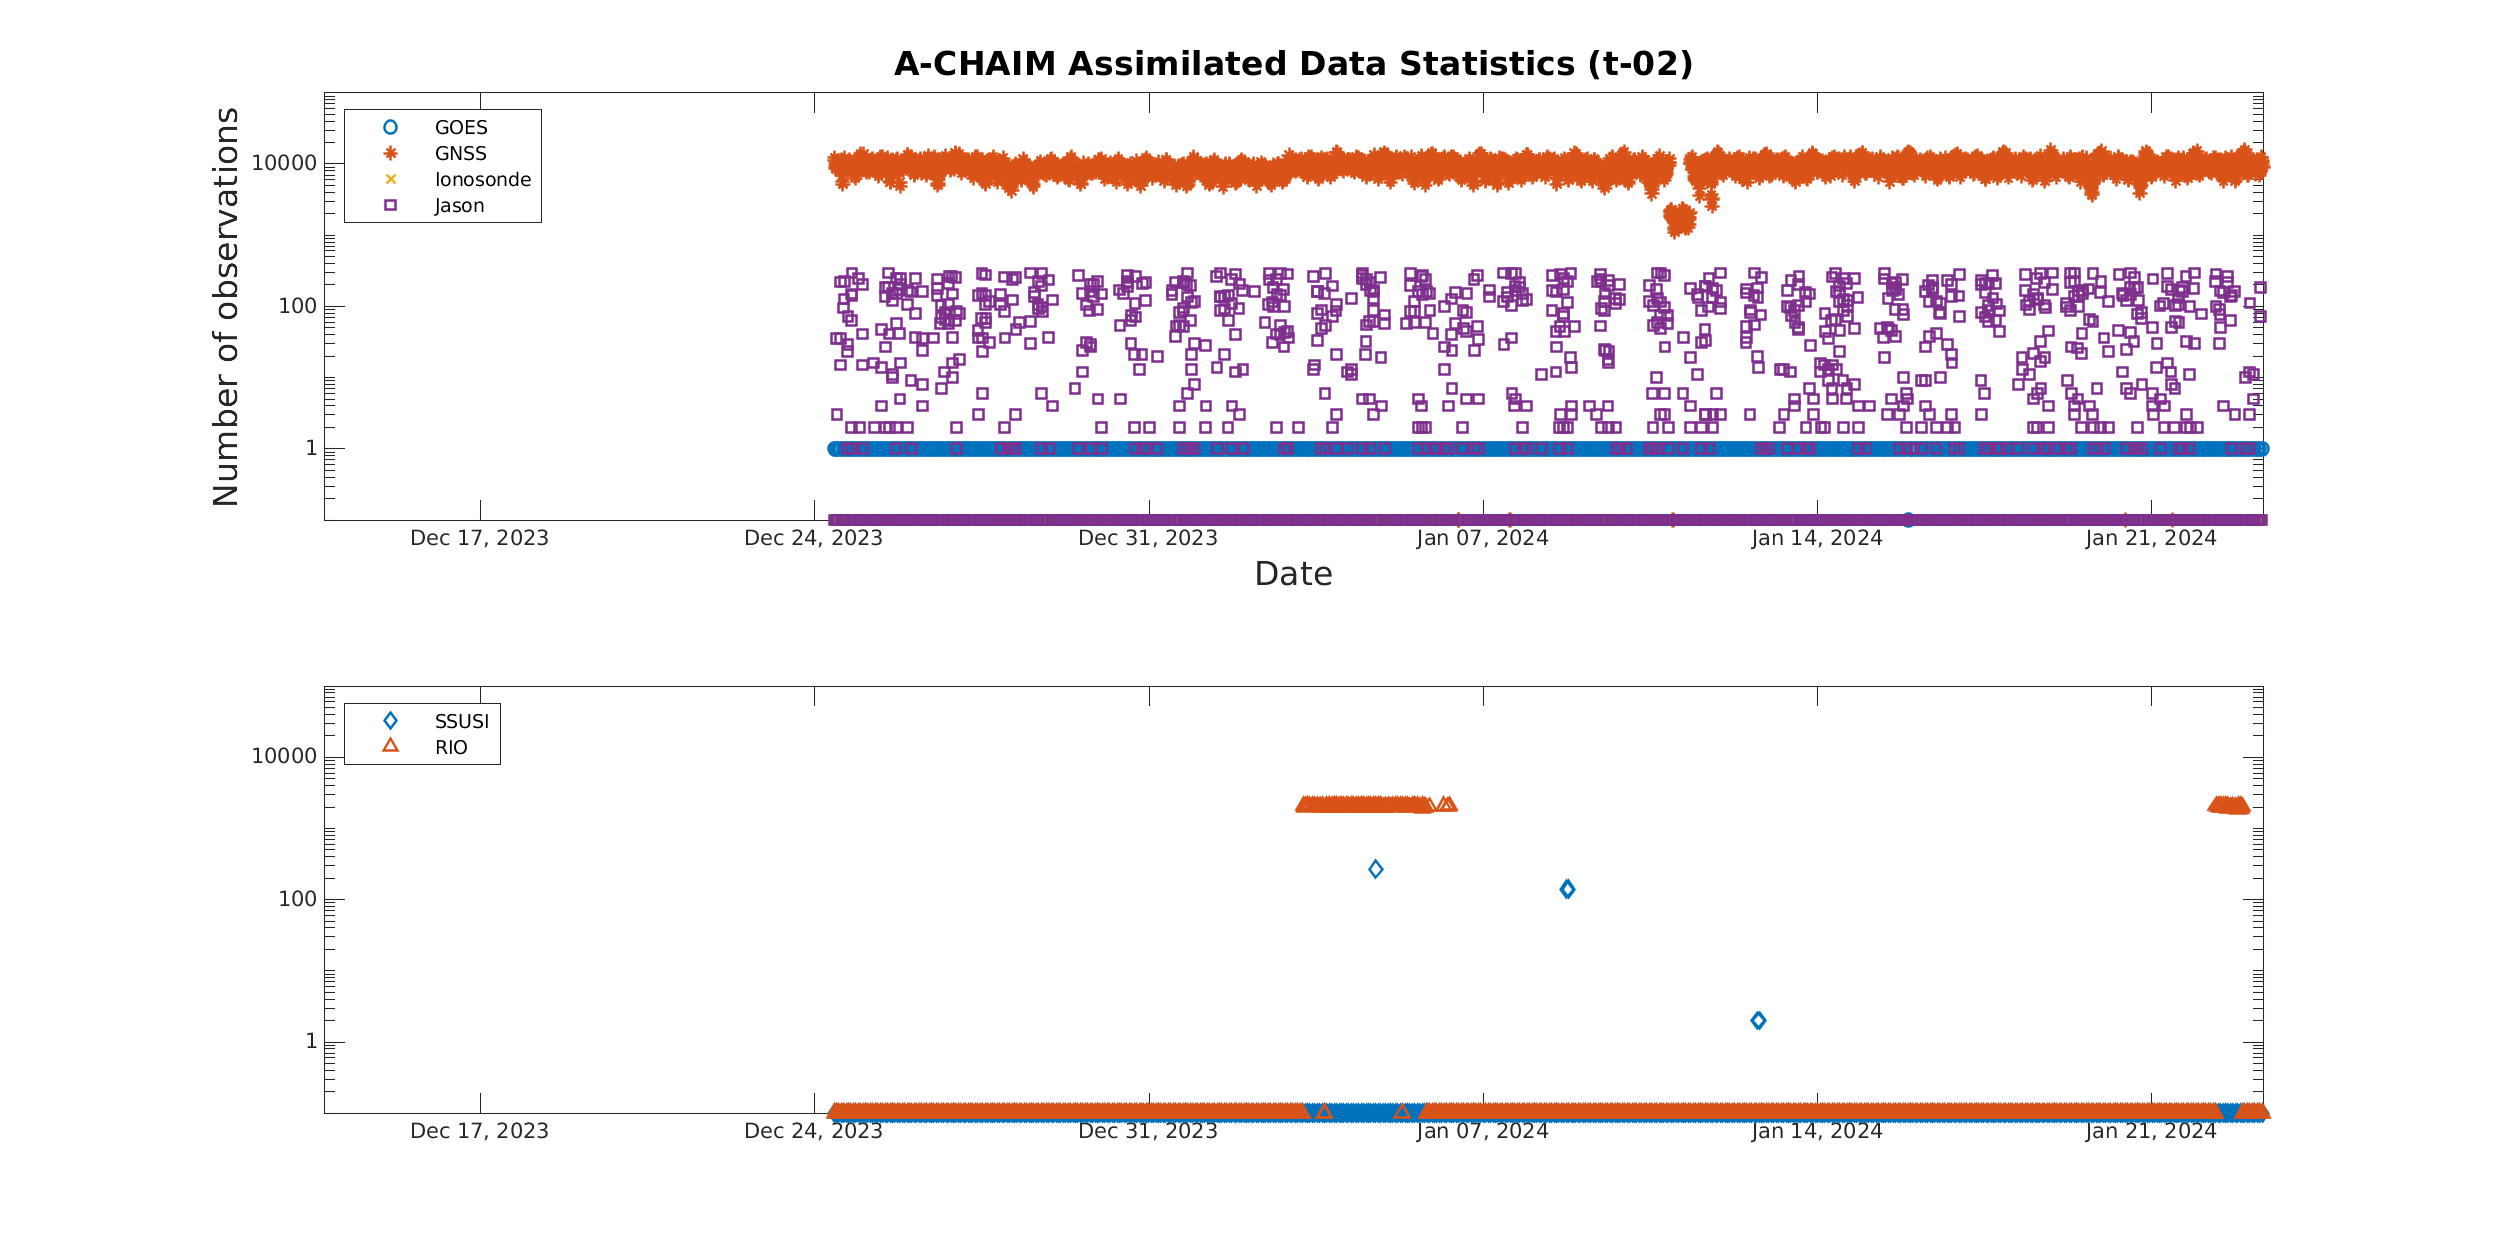 A-CHAIM Assimilated Data Statistics (t-02)
Number of observations
10000
100
1
GOES
GNSS
Ionosonde
Jason
Dec 17, 2023 Dec 24, 2023 Dec 31, 2023 Jan 07, 2024 Jan 14, 2024 Jan 21, 2024
Date
10000
100
1
SSUSI
RIO
Dec 17, 2023 Dec 24, 2023 Dec 31, 2023 Jan 07, 2024 Jan 14, 2024 Jan 21, 2024